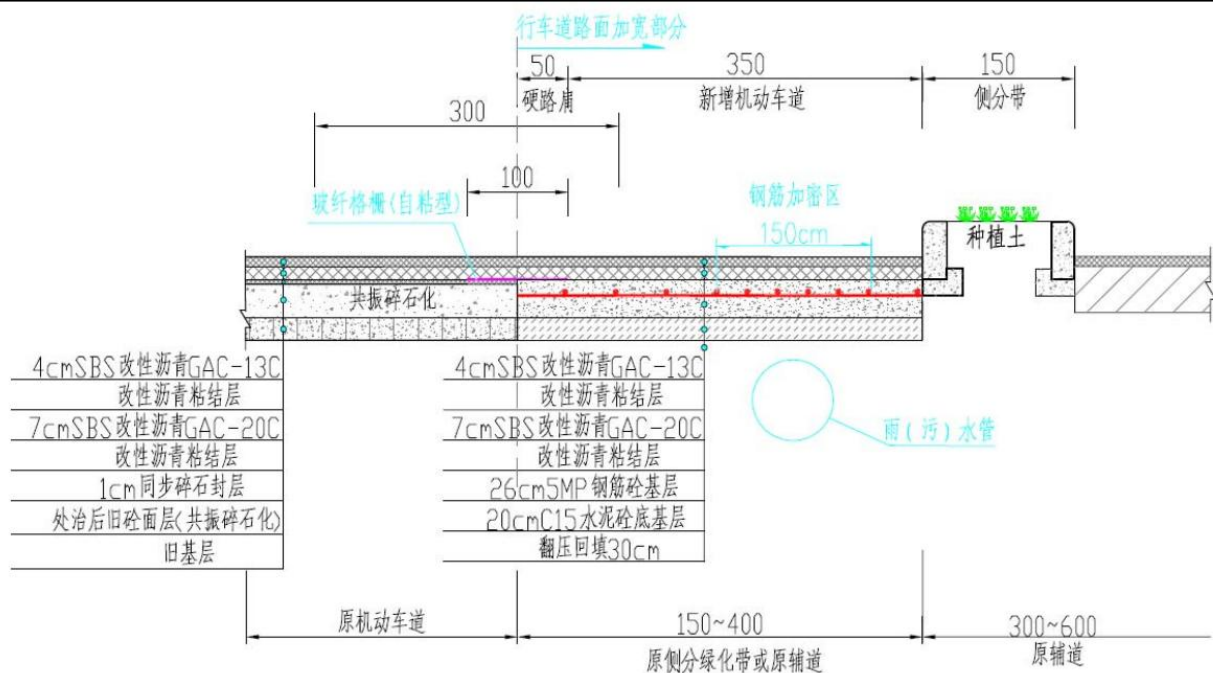 行车道路面加宽部分
50
350
150
硬路肩
新增机动车道
侧分带
300
100
玻纤格栅(自粘型)
钢筋加密区
150cm
种植土
共振碎石化
4cmSBS改性沥青GAC-13C
改性沥青粘结层
7cmSBS改性沥青GAC-20C
改性沥青粘结层
1cm同步碎石封层
处治后旧砼面层(共振碎石化)
旧基层
4cmSBS改性沥青GAC-13C
改性沥青粘结层
7cmSBS改性沥青GAC-20C
改性沥青粘结层
26cm5MP钢筋砼基层
20cmC15水泥砼底基层
翻压回填30cm
雨(污)水管
原机动车道
150~400
原侧分绿化带或原辅道
300~600
原辅道